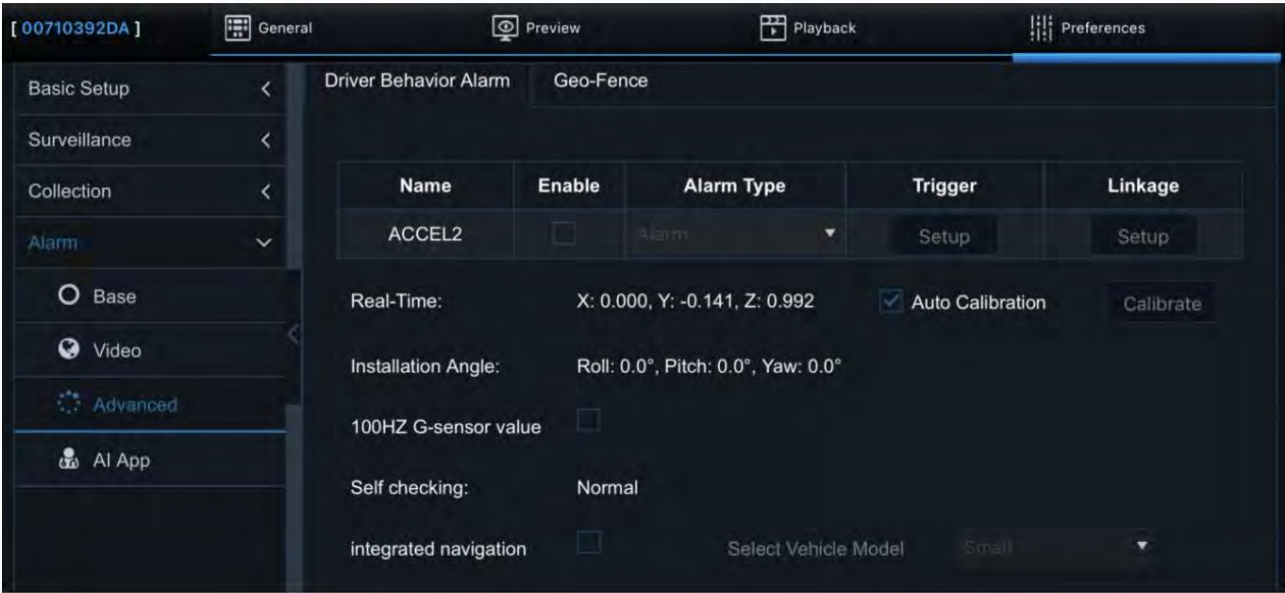 [ 00710392DA ] General Preview Playback Preferences
Basic Setup
Surveillance
Collection
Alarm
Base
Video
Advanced
AI App
Driver Behavior Alarm Geo-Fence
Name Enable Alarm Type Trigger Linkage
ACCEL2 Alarm Setup Setup
Real-Time: X: 0.000, Y: -0.141, Z: 0.992 Auto Calibration Calibrate
Installation Angle: Roll: 0.0°, Pitch: 0.0°, Yaw: 0.0°
100HZ G-sensor value
Self checking: Normal
integrated navigation Select Vehicle Model Small